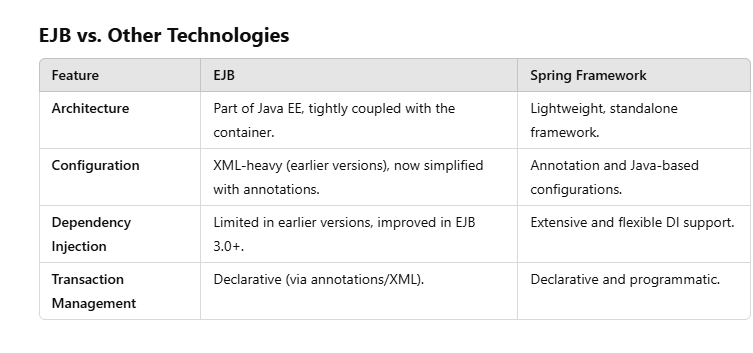 EJB vs. Other Technologies
Feature EJB Spring Framework
Architecture Part of Java EE, tightly coupled with the Lightweight, standalone
container. framework.
Configuration XML-heavy (earlier versions), now simplified Annotation and Java-based
with annotations. configurations.
Dependency Limited in earlier versions, improved in EJB Extensive and flexible DI support.
Injection 3.0+.
Transaction Declarative (via annotations/XML). Declarative and programmatic.
Management